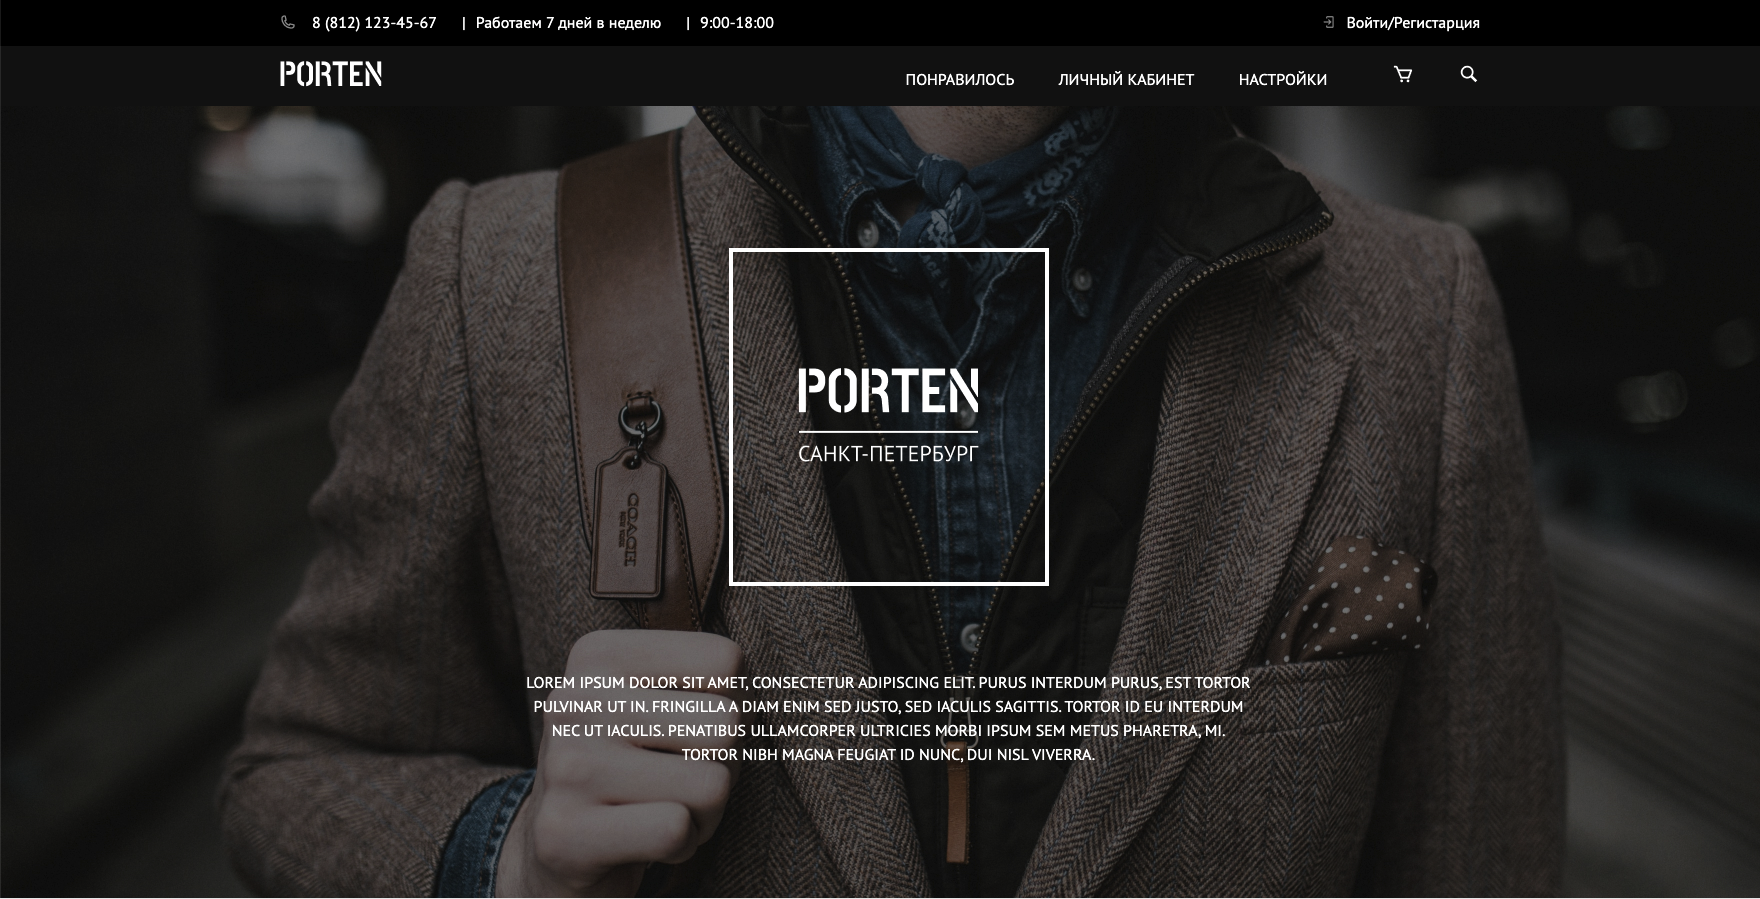 8 (812) 123-45-67 | Работаем 7 дней в неделю | 9:00-18:00
Войти/Регистарция
PORTEN
ПОНРАВИЛОСЬ ЛИЧНЫЙ КАБИНЕТ НАСТРОЙКИ
PORTEN
САНКТ-ПЕТЕРБУРГ
COACH
NEW YORK
LOREM IPSUM DOLOR SIT AMET, CONSECTETUR ADIPISCING ELIT. PURUS INTERDUM PURUS, EST TORTOR
PULVINAR UT IN. FRINGILLA A DIAM ENIM SED JUSTO, SED IACULIS SAGITTIS. TORTOR ID EU INTERDUM
NEC UT IACULIS. PENATIBUS ULLAMCORPER ULTRICIES MORBI IPSUM SEM METUS PHARETRA, MI.
TORTOR NIBH MAGNA FEUGIAT ID NUNC, DUI NISL VIVERRA.